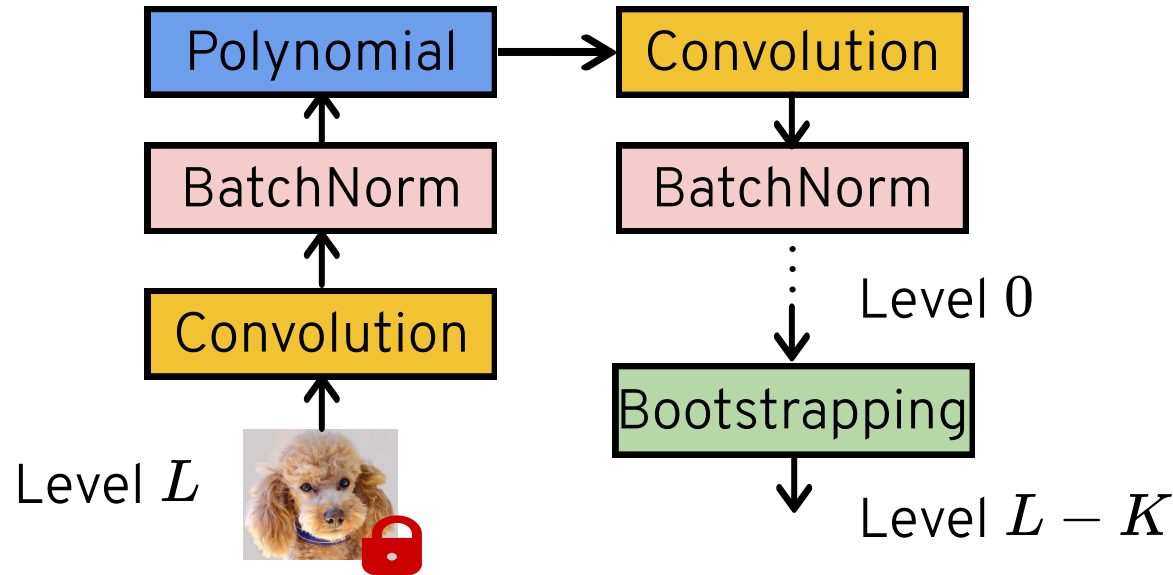 Polynomial
Convolution
BatchNorm
BatchNorm
Level 0
Convolution
Bootstrapping
Level L
Level L − K